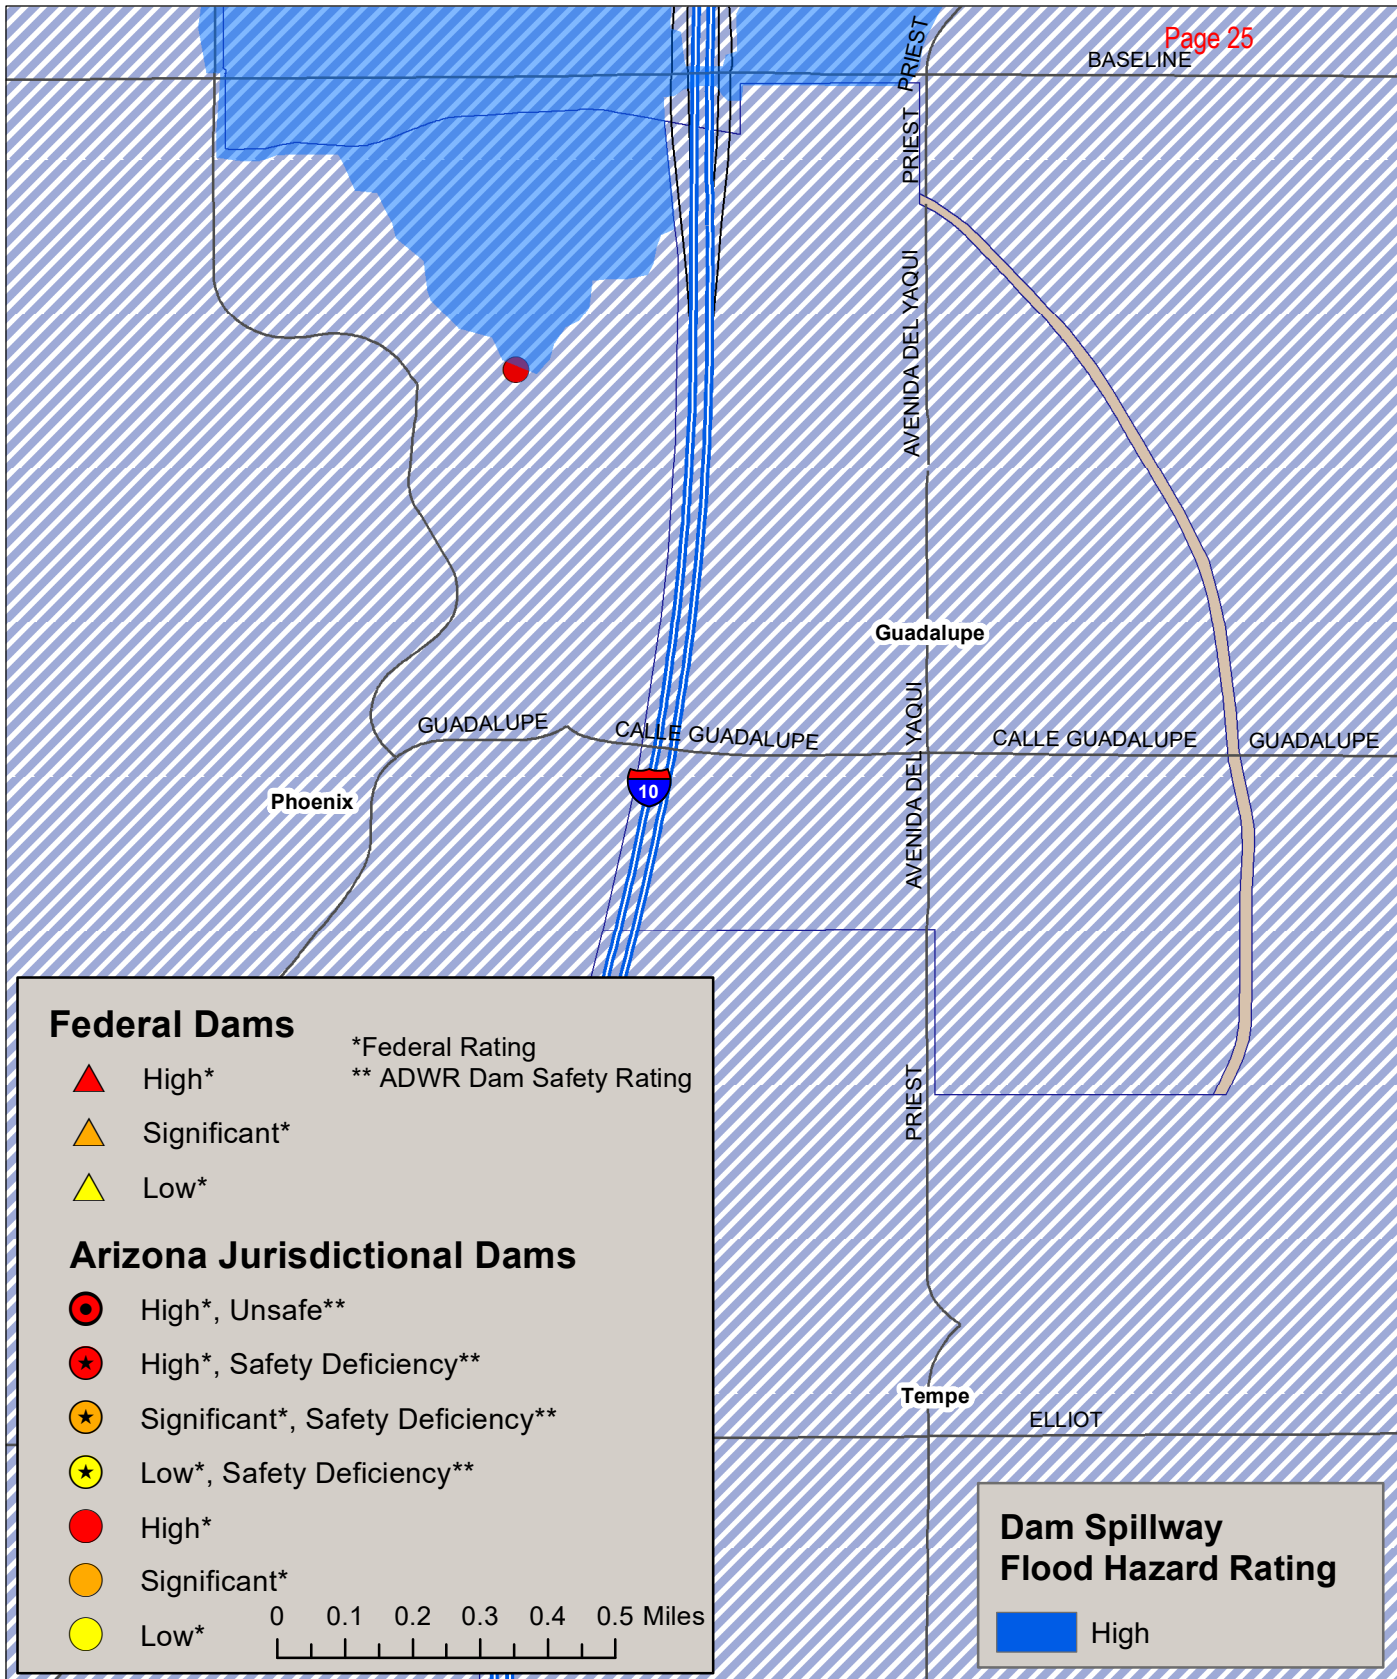 Page 25
BASELINE
PRIEST
PRIEST
AVENIDA DEL YAQUI
Guadalupe
AVENIDA DEL YAQUI
GUADALUPE
CALLE GUADALUPE
CALLE GUADALUPE
GUADALUPE
10
Phoenix
PRIEST
Tempe
ELLIOT
Federal Dams
*Federal Rating
** ADWR Dam Safety Rating
High*
Significant*
Low*
Arizona Jurisdictional Dams
High*, Unsafe**
High*, Safety Deficiency**
Significant*, Safety Deficiency**
Low*, Safety Deficiency**
High*
Significant*
Low*
0 0.1 0.2 0.3 0.4 0.5 Miles
Dam Spillway
Flood Hazard Rating
High